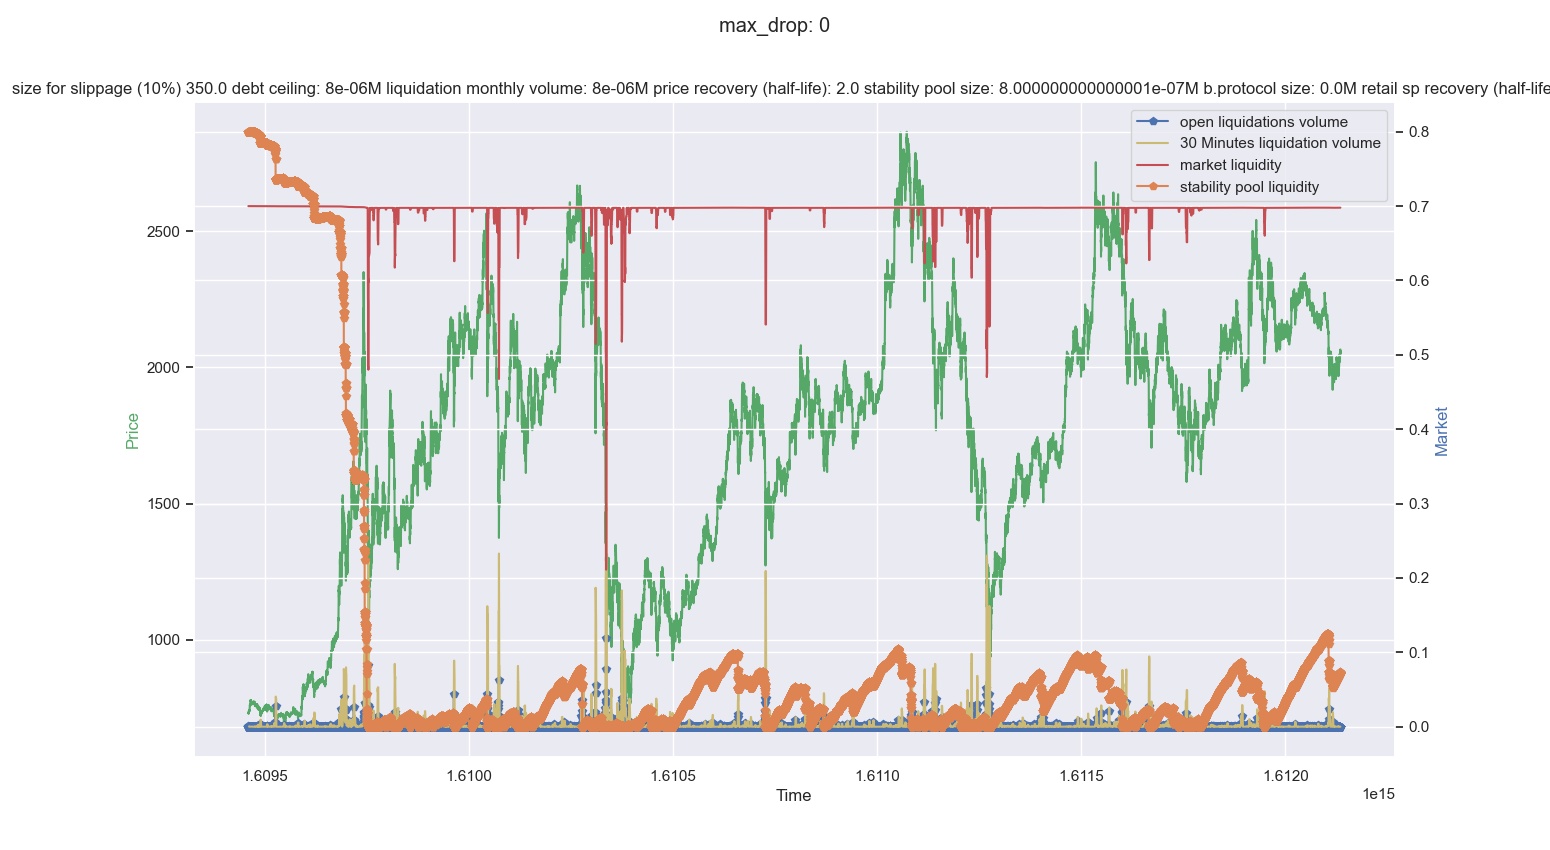 max_drop: 0
size for slippage (10%) 350.0 debt ceiling: 8e-06M liquidation monthly volume: 8e-06M price recovery (half-life): 2.0 stability pool size: 8.000000000000001e-07M b.protocol size: 0.0M retail sp recovery (half-life
open liquidations volume
30 Minutes liquidation volume
market liquidity
stability pool liquidity
Price
2500
2000
1500
1000
Market
0.8
0.7
0.6
0.5
0.4
0.3
0.2
0.1
0.0
1.6095 1.6100 1.6105 1.6110 1.6115 1.6120
Time
1e15